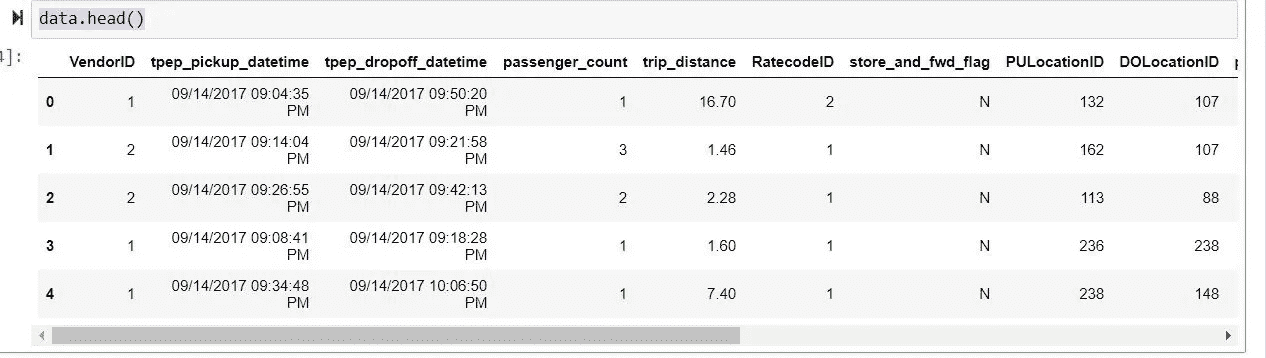 data.head()
4]:
VendorID tpep_pickup_datetime tpep_dropoff_datetime passenger_count trip_distance RatecodeID store_and_fwd_flag PULocationID DOLocationID
0 1 09/14/2017 09:04:35 PM 09/14/2017 09:50:20 PM 1 16.70 2 N 132 107
1 2 09/14/2017 09:14:04 PM 09/14/2017 09:21:58 PM 3 1.46 1 N 162 107
2 2 09/14/2017 09:26:55 PM 09/14/2017 09:42:13 PM 2 2.28 1 N 113 88
3 1 09/14/2017 09:08:41 PM 09/14/2017 09:18:28 PM 1 1.60 1 N 236 238
4 1 09/14/2017 09:34:48 PM 09/14/2017 10:06:50 PM 1 7.40 1 N 238 148